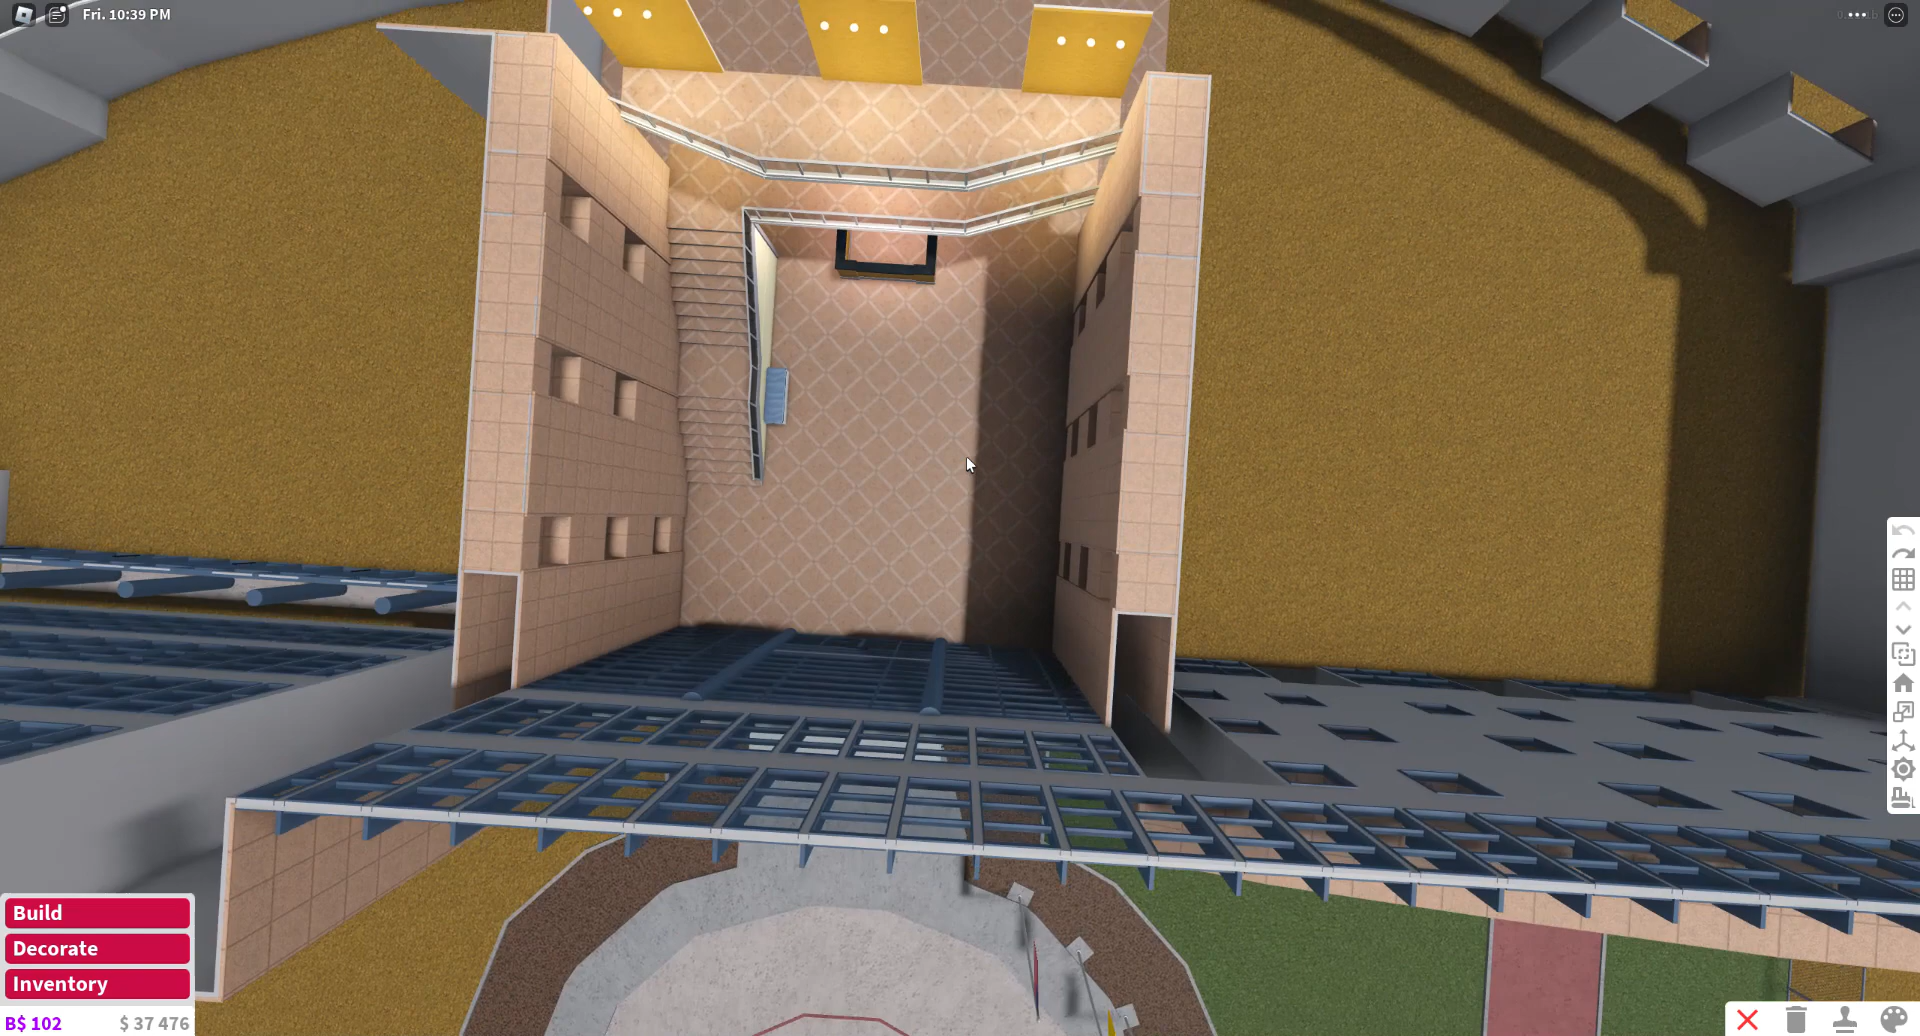 Fri. 10:39 PM
Build
Decorate
Inventory
B$ 102
$ 37 476